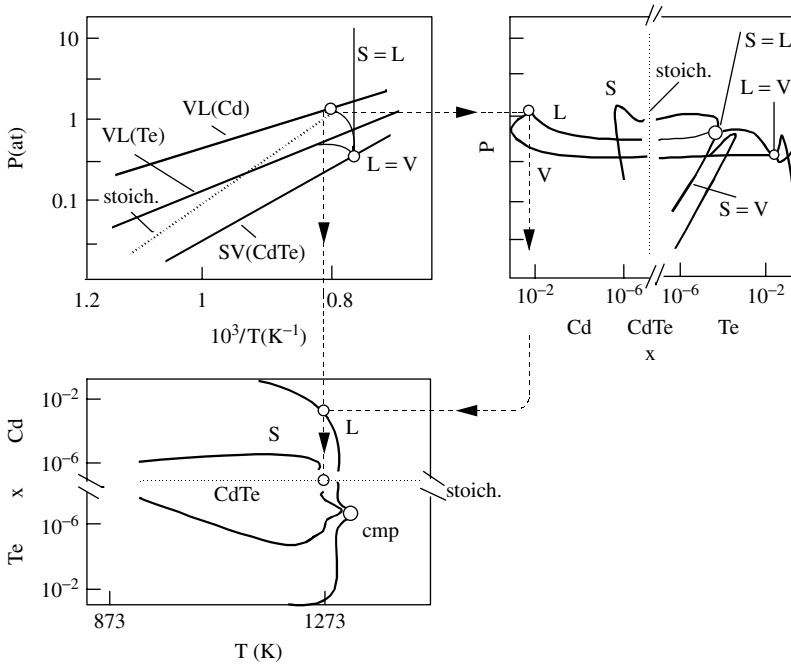 10
1
0.1
P(at)
S = L
VL(Cd)
VL(Te)
stoich.
L = V
SV(CdTe)
1.2
1
0.8
10³/T(K⁻¹)
P
S
stoich.
S = L
L = V
L
V
S = V
10⁻²
10⁻⁶
10⁻⁶
10⁻²
Cd
CdTe
Te
x
10⁻²
10⁻⁶
10⁻⁶
10⁻²
Te x Cd
S
L
CdTe
stoich.
cmp
873
1273
T (K)